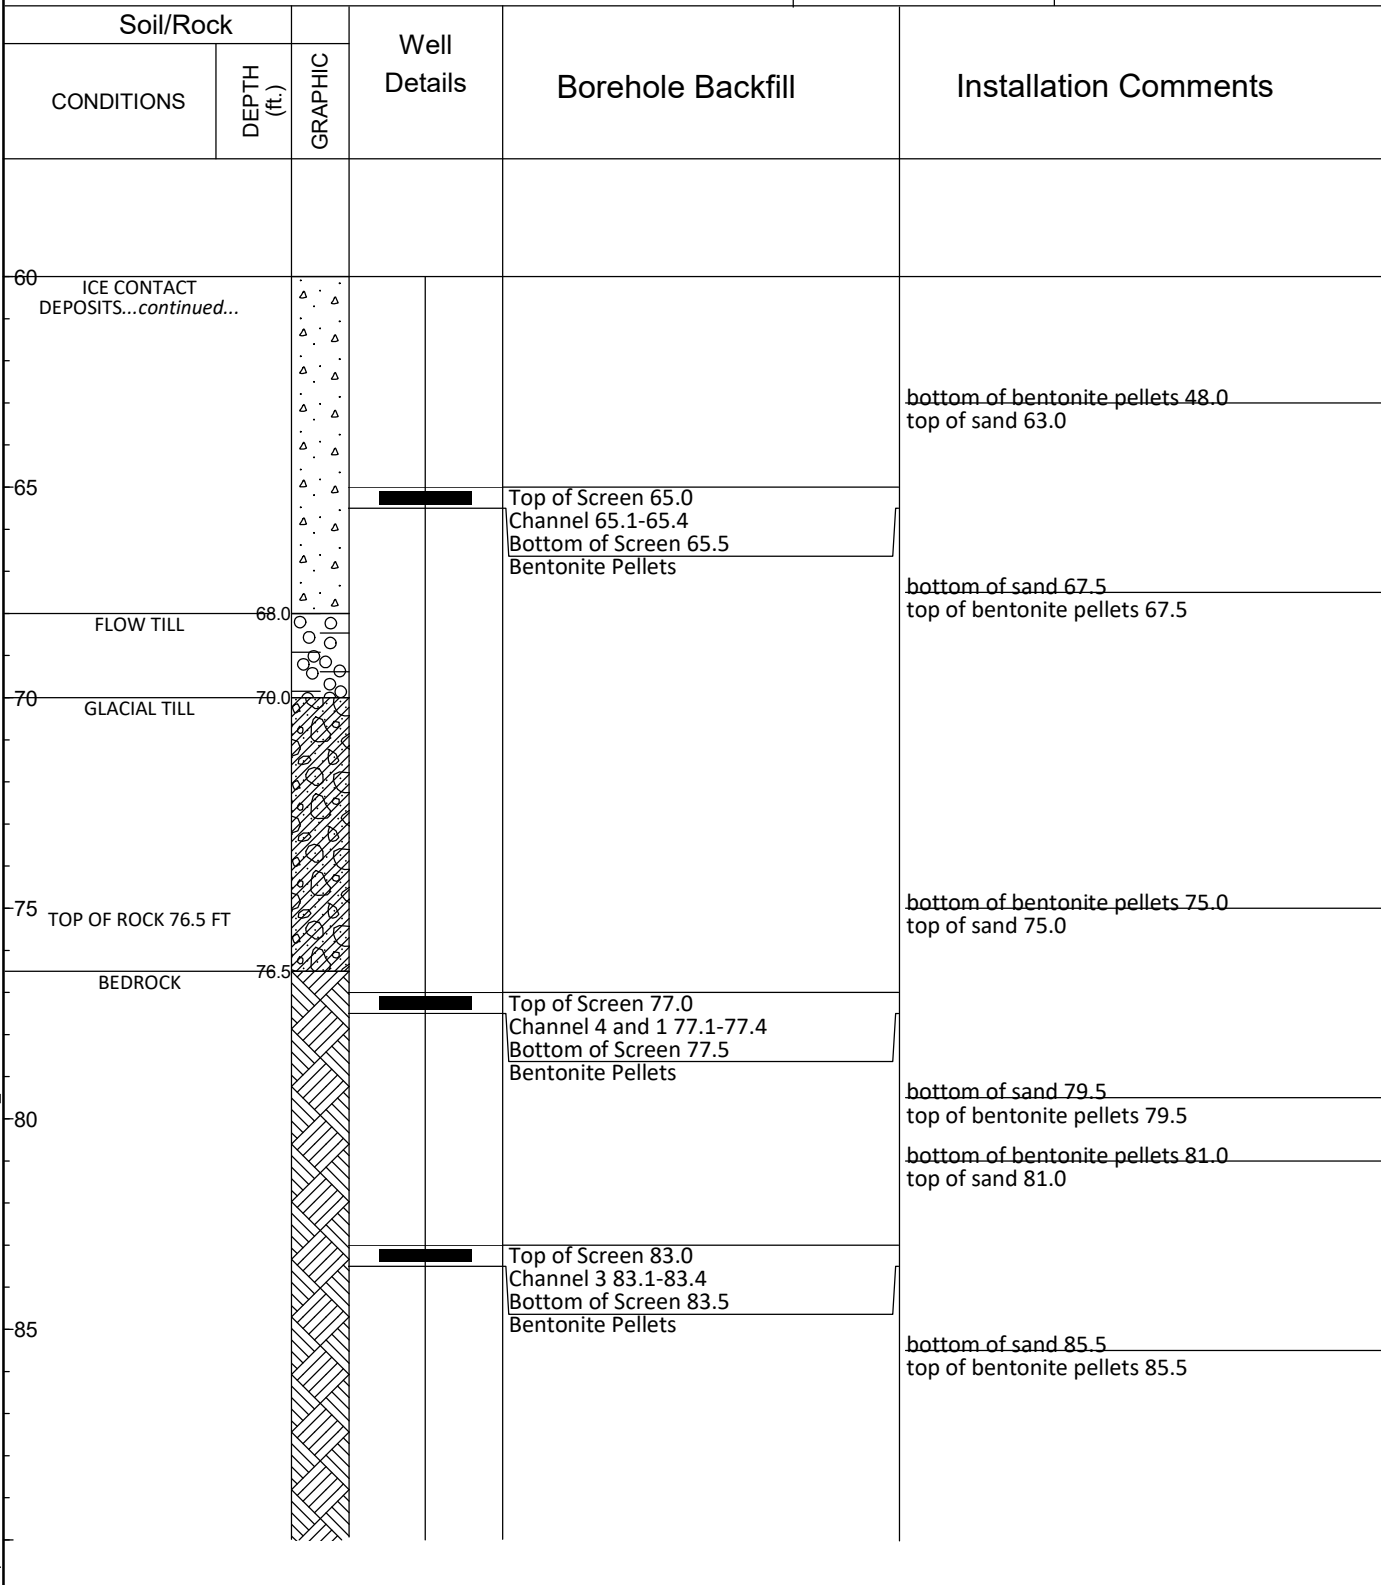 Soil/Rock
CONDITIONS
DEPTH
(ft.)
GRAPHIC
Well
Details
Borehole Backfill
Installation Comments
60
ICE CONTACT
DEPOSITS...continued...
bottom of bentonite pellets 48.0
top of sand 63.0
65
Top of Screen 65.0
Channel 65.1-65.4
Bottom of Screen 65.5
Bentonite Pellets
bottom of sand 67.5
top of bentonite pellets 67.5
68.0
FLOW TILL
70
70.0
GLACIAL TILL
75
TOP OF ROCK 76.5 FT
bottom of bentonite pellets 75.0
top of sand 75.0
76.5
BEDROCK
Top of Screen 77.0
Channel 4 and 1 77.1-77.4
Bottom of Screen 77.5
Bentonite Pellets
bottom of sand 79.5
top of bentonite pellets 79.5
80
bottom of bentonite pellets 81.0
top of sand 81.0
Top of Screen 83.0
Channel 3 83.1-83.4
Bottom of Screen 83.5
Bentonite Pellets
85
bottom of sand 85.5
top of bentonite pellets 85.5